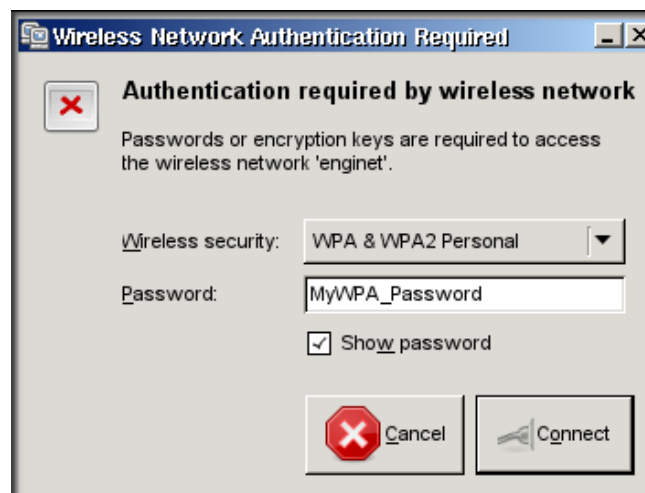 Wireless Network Authentication Required
Authentication required by wireless network
Passwords or encryption keys are required to access
the wireless network 'enginet'.
Wireless security: WPA & WPA2 Personal
Password: MyWPA_Password
Show password
Cancel Connect